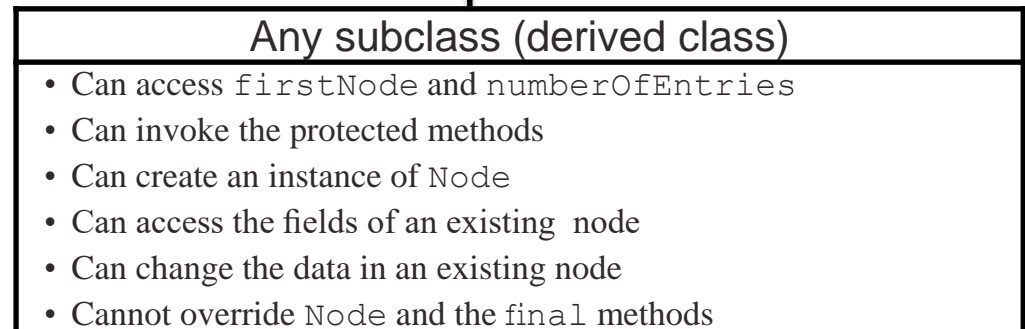 Any subclass (derived class)
• Can access firstNode and numberOfEntries
• Can invoke the protected methods
• Can create an instance of Node
• Can access the fields of an existing node
• Can change the data in an existing node
• Cannot override Node and the final methods